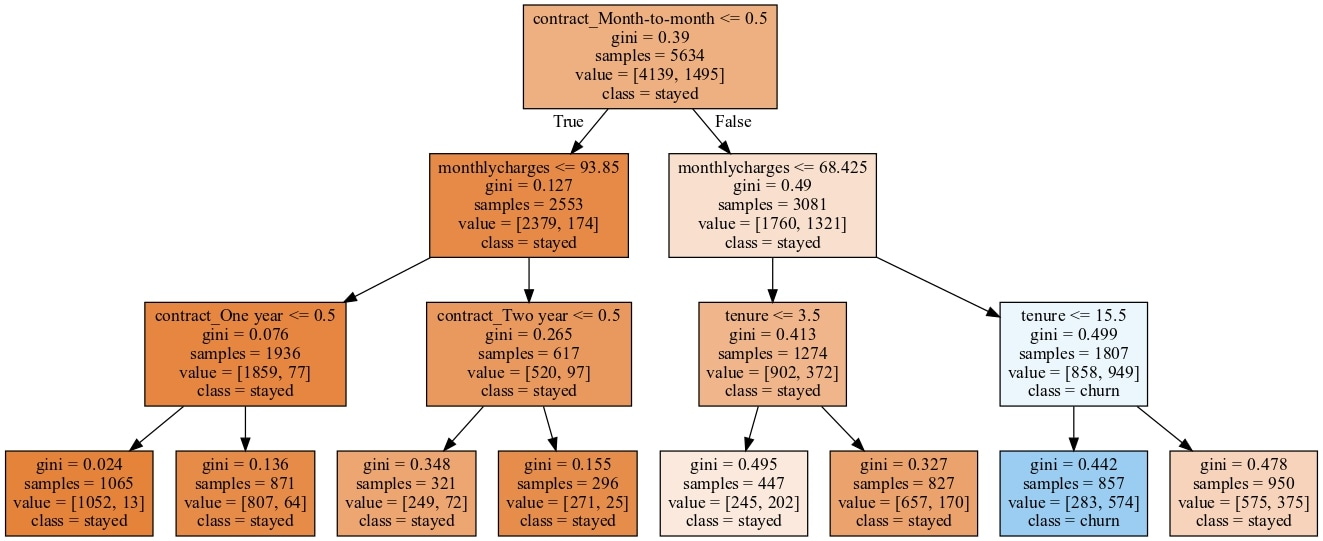 contract_Month-to-month <= 0.5
gini = 0.39
samples = 5634
value = [4139, 1495]
class = stayed
True
False
monthlycharges <= 93.85
gini = 0.127
samples = 2553
value = [2379, 174]
class = stayed
monthlycharges <= 68.425
gini = 0.49
samples = 3081
value = [1760, 1321]
class = stayed
contract_One year <= 0.5
gini = 0.076
samples = 1936
value = [1859, 77]
class = stayed
contract_Two year <= 0.5
gini = 0.265
samples = 617
value = [520, 97]
class = stayed
tenure <= 3.5
gini = 0.413
samples = 1274
value = [902, 372]
class = stayed
tenure <= 15.5
gini = 0.499
samples = 1807
value = [858, 949]
class = churn
gini = 0.024
samples = 1065
value = [1052, 13]
class = stayed
gini = 0.136
samples = 871
value = [807, 64]
class = stayed
gini = 0.348
samples = 321
value = [249, 72]
class = stayed
gini = 0.155
samples = 296
value = [271, 25]
class = stayed
gini = 0.495
samples = 447
value = [245, 202]
class = stayed
gini = 0.327
samples = 827
value = [657, 170]
class = stayed
gini = 0.442
samples = 857
value = [283, 574]
class = churn
gini = 0.478
samples = 950
value = [575, 375]
class = stayed